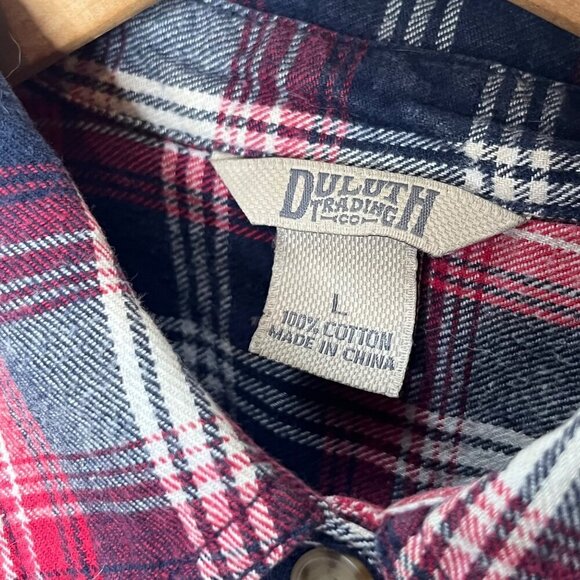 DULUTH
TRADING
CO
L
100% COTTON
MADE IN CHINA